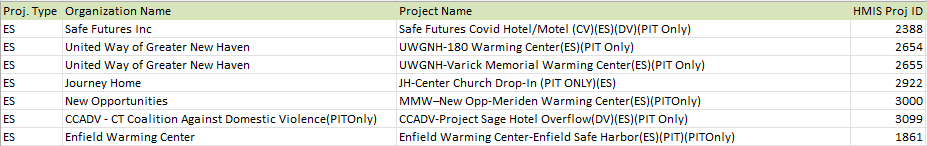 Proj. Type Organization Name Project Name HMIS Proj ID
ES Safe Futures Inc Safe Futures Covid Hotel/Motel (CV)(ES)(DV)(PIT Only) 2388
ES United Way of Greater New Haven UWGNH-180 Warming Center(ES)(PIT Only) 2654
ES United Way of Greater New Haven UWGNH-Varick Memorial Warming Center(ES)(PIT Only) 2655
ES Journey Home JH-Center Church Drop-In (PIT ONLY)(ES) 2922
ES New Opportunities MMW–New Opp-Meriden Warming Center(ES)(PITOnly) 3000
ES CCADV - CT Coalition Against Domestic Violence(PITOnly) CCADV-Project Sage Hotel Overflow(DV)(ES)(PIT Only) 3099
ES Enfield Warming Center Enfield Warming Center-Enfield Safe Harbor(ES)(PIT)(PITOnly) 1861